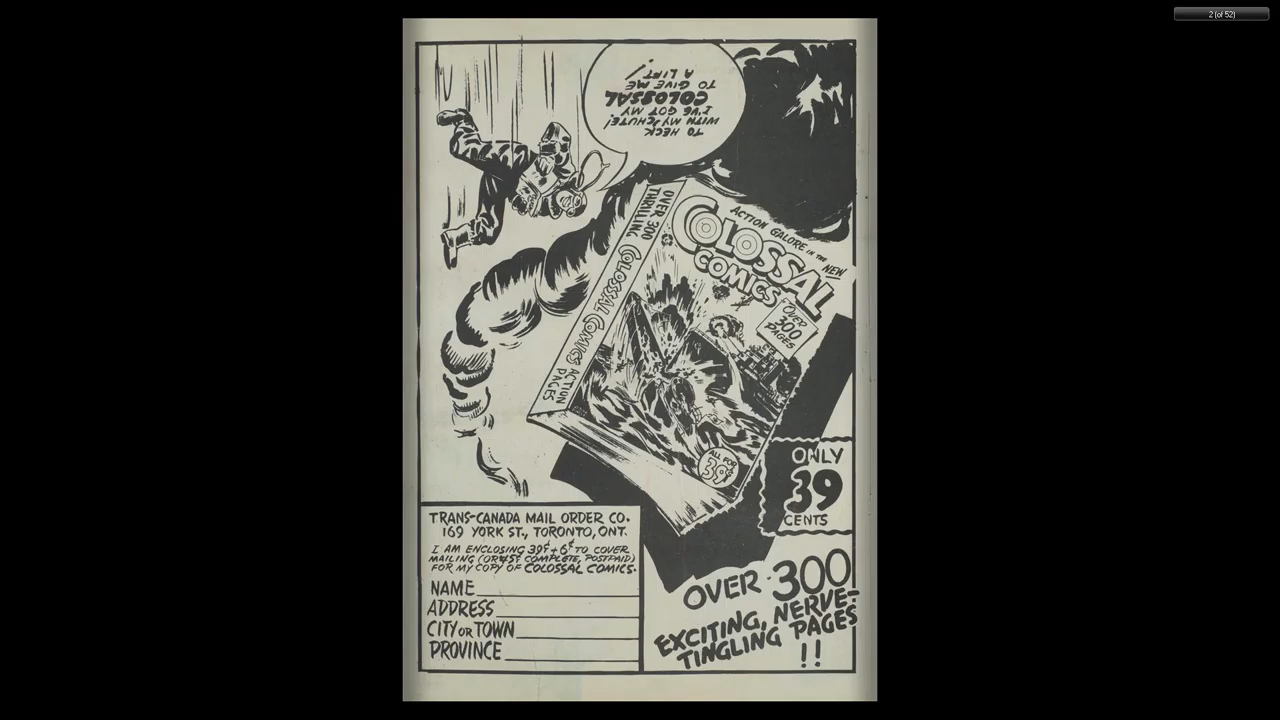 2 (of 52)
TO HECK
WITH MY 'CHUTE!
I'VE GOT MY
COLOSSAL
TO GIVE ME
A LIFT!
ACTION GALORE IN THE NEW
COLOSSAL
COMICS
OVER
300
PAGES
OVER 300
THRILLING
COLOSSAL COMICS
ACTION
PAGES
ALL FOR
39¢
ONLY
39
CENTS
TRANS-CANADA MAIL ORDER CO.
169 YORK ST., TORONTO, ONT.
I AM ENCLOSING 39¢ + 6¢ TO COVER
MAILING (OR 45¢ COMPLETE, POSTPAID)
FOR MY COPY OF COLOSSAL COMICS.
NAME
ADDRESS
CITY OR TOWN
PROVINCE
OVER 300
EXCITING, NERVE-
TINGLING PAGES
!!